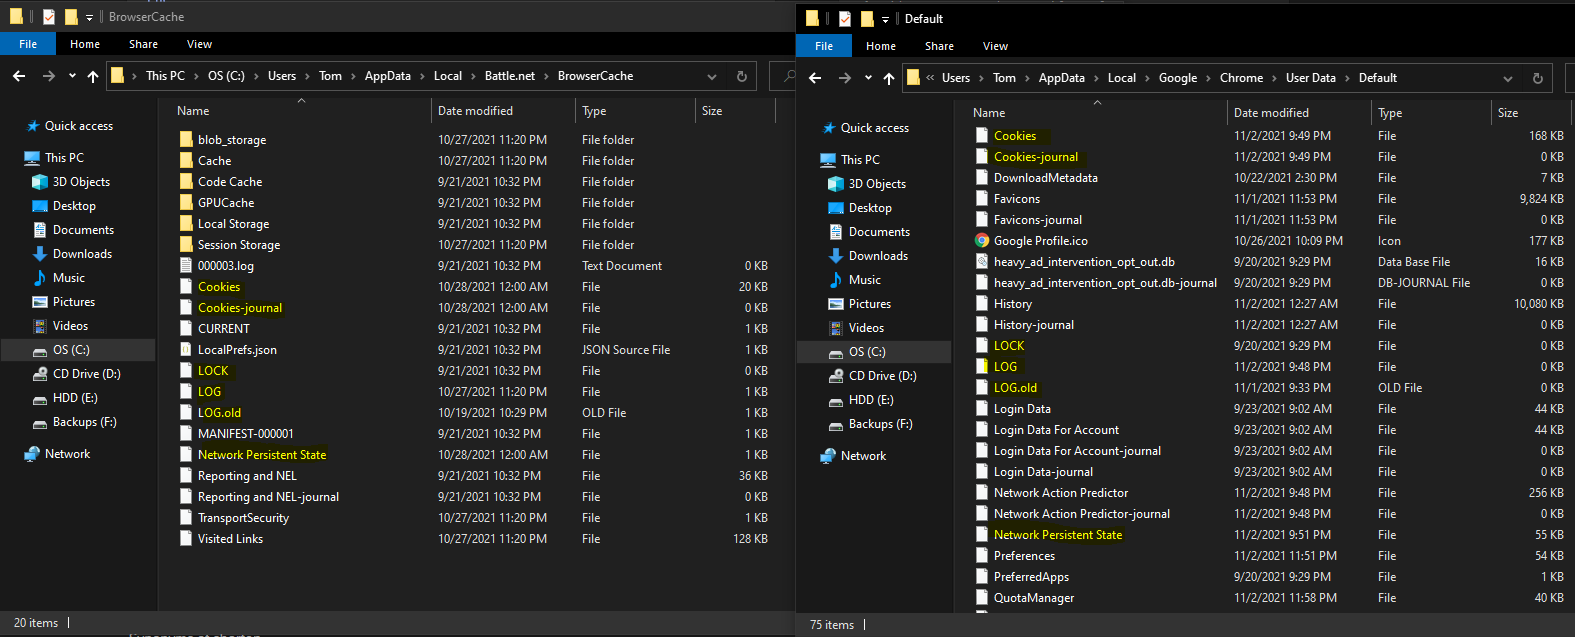 BrowserCache
File Home Share View
This PC > OS (C:) > Users > Tom > AppData > Local > Battle.net > BrowserCache
Name Date modified Type Size
Quick access
This PC
3D Objects
Desktop
Documents
Downloads
Music
Pictures
Videos
OS (C:)
CD Drive (D:)
HDD (E:)
Backups (F:)
Network
blob_storage 10/27/2021 11:20 PM File folder
Cache 10/27/2021 11:20 PM File folder
Code Cache 9/21/2021 10:32 PM File folder
GPUCache 9/21/2021 10:32 PM File folder
Local Storage 9/21/2021 10:32 PM File folder
Session Storage 10/27/2021 11:20 PM File folder
000003.log 9/21/2021 10:32 PM Text Document 0 KB
Cookies 10/28/2021 12:00 AM File 20 KB
Cookies-journal 10/28/2021 12:00 AM File 0 KB
CURRENT 9/21/2021 10:32 PM File 1 KB
LocalPrefs.json 9/21/2021 10:32 PM JSON Source File 1 KB
LOCK 9/21/2021 10:32 PM File 0 KB
LOG 10/27/2021 11:20 PM File 1 KB
LOG.old 10/19/2021 10:29 PM OLD File 1 KB
MANIFEST-000001 9/21/2021 10:32 PM File 1 KB
Network Persistent State 10/28/2021 12:00 AM File 1 KB
Reporting and NEL 9/21/2021 10:32 PM File 36 KB
Reporting and NEL-journal 9/21/2021 10:32 PM File 0 KB
TransportSecurity 10/27/2021 11:20 PM File 1 KB
Visited Links 10/27/2021 11:20 PM File 128 KB
20 items
Default
File Home Share View
« Users > Tom > AppData > Local > Google > Chrome > User Data > Default
Name Date modified Type Size
Quick access
This PC
3D Objects
Desktop
Documents
Downloads
Music
Pictures
Videos
OS (C:)
CD Drive (D:)
HDD (E:)
Backups (F:)
Network
Cookies 11/2/2021 9:49 PM File 168 KB
Cookies-journal 11/2/2021 9:49 PM File 0 KB
DownloadMetadata 10/22/2021 2:30 PM File 7 KB
Favicons 11/1/2021 11:53 PM File 9,824 KB
Favicons-journal 11/1/2021 11:53 PM File 0 KB
Google Profile.ico 10/26/2021 10:09 PM Icon 177 KB
heavy_ad_intervention_opt_out.db 9/20/2021 9:29 PM Data Base File 16 KB
heavy_ad_intervention_opt_out.db-journal 9/20/2021 9:29 PM DB-JOURNAL File 0 KB
History 11/2/2021 12:27 AM File 10,080 KB
History-journal 11/2/2021 12:27 AM File 0 KB
LOCK 9/20/2021 9:29 PM File 0 KB
LOG 11/2/2021 9:48 PM File 0 KB
LOG.old 11/1/2021 9:33 PM OLD File 0 KB
Login Data 9/23/2021 9:02 AM File 44 KB
Login Data For Account 9/23/2021 9:02 AM File 44 KB
Login Data For Account-journal 9/23/2021 9:02 AM File 0 KB
Login Data-journal 9/23/2021 9:02 AM File 0 KB
Network Action Predictor 11/2/2021 9:48 PM File 256 KB
Network Action Predictor-journal 11/2/2021 9:48 PM File 0 KB
Network Persistent State 11/2/2021 9:51 PM File 55 KB
Preferences 11/2/2021 11:51 PM File 54 KB
PreferredApps 9/20/2021 9:29 PM File 1 KB
QuotaManager 11/2/2021 11:58 PM File 40 KB
75 items